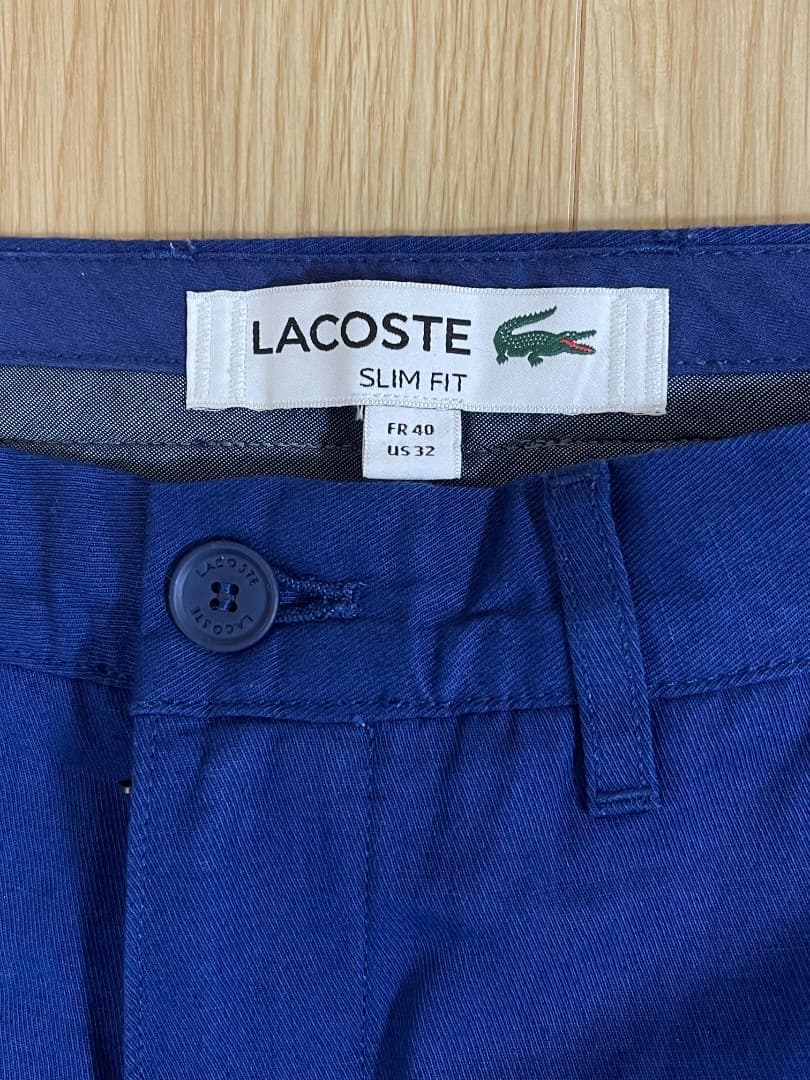 LACOSTE
SLIM FIT
FR 40
US 32
LACOSTE
LACOSTE